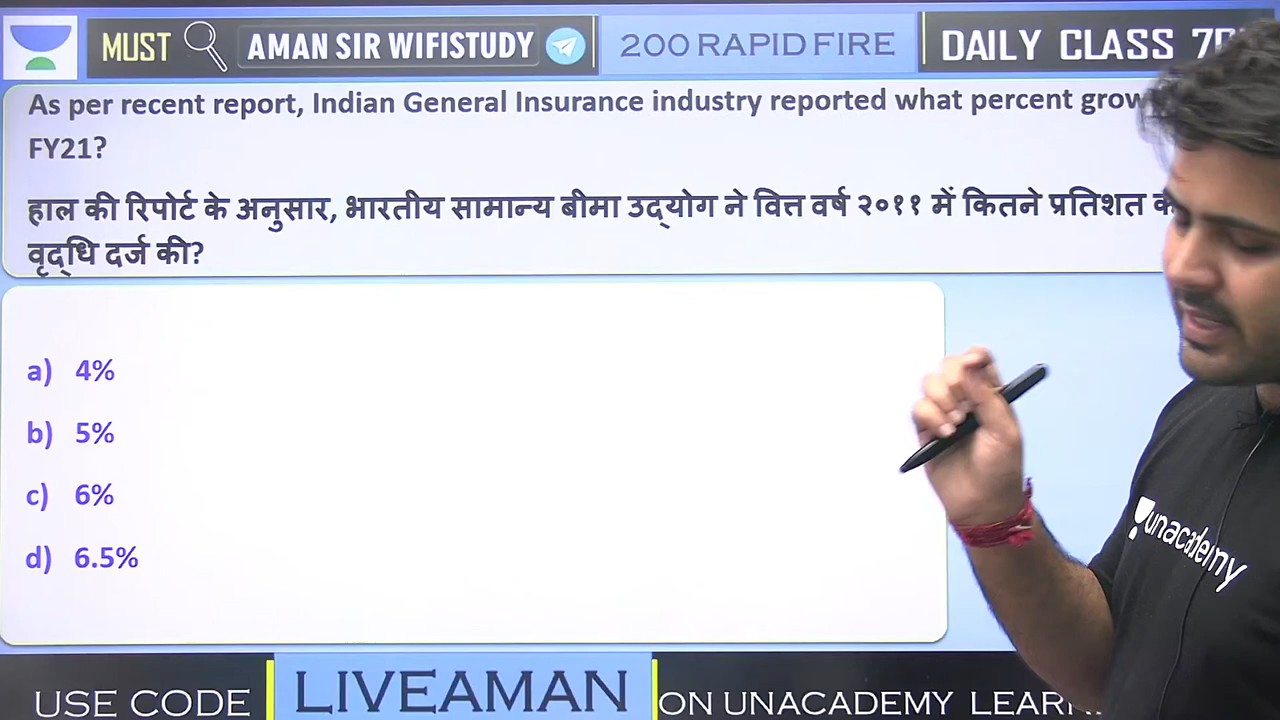 MUST AMAN SIR WIFISTUDY 200 RAPID FIRE DAILY CLASS
As per recent report, Indian General Insurance industry reported what percent
FY21?
हाल की रिपोर्ट के अनुसार, भारतीय सामान्य बीमा उद्योग ने वित्त वर्ष २०११ में कितने प्रतिशत
वृद्धि दर्ज की?
a) 4%
b) 5%
c) 6%
d) 6.5%
unacademy
USE CODE LIVEAMAN ON UNACADEMY